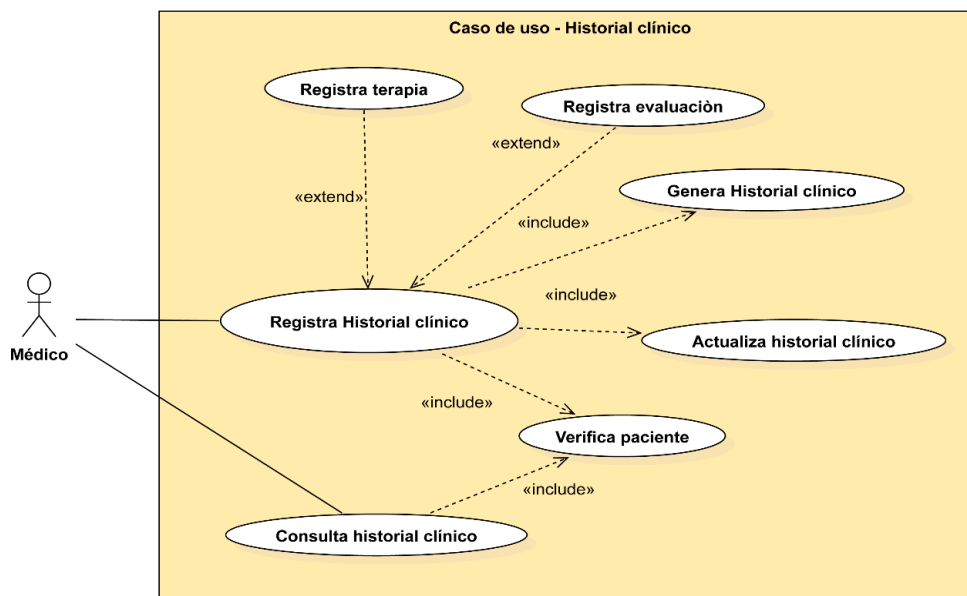 Caso de uso - Historial clínico
Registra terapia
Registra evaluaciòn
«extend»
«extend»
Genera Historial clínico
«include»
«include»
Registra Historial clínico
Actualiza historial clínico
Médico
«include»
Verifica paciente
«include»
Consulta historial clínico